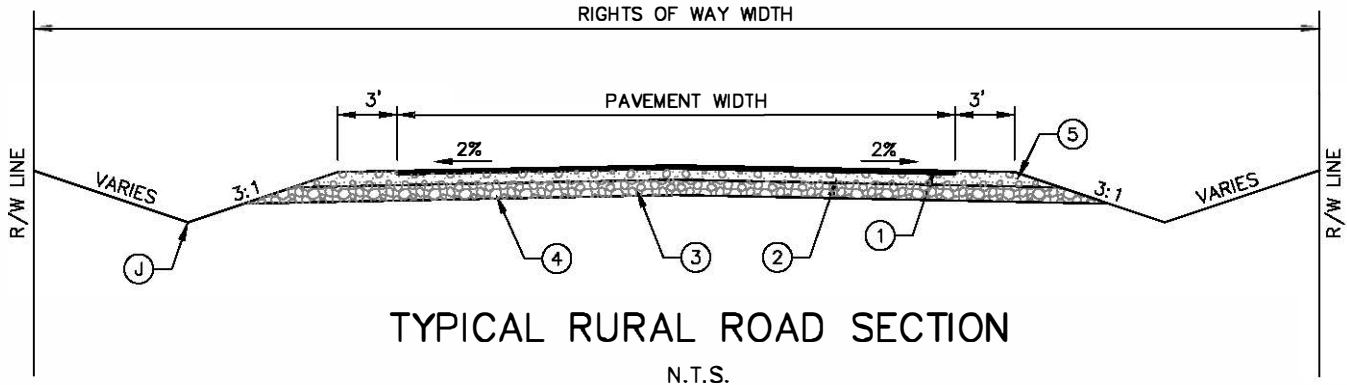 RIGHTS OF WAY WIDTH
3' PAVEMENT WIDTH 3'
2% 2%
5
R/W LINE
VARIES
3:1
3:1
VARIES
R/W LINE
J
4
3
2
1
TYPICAL RURAL ROAD SECTION
N.T.S.